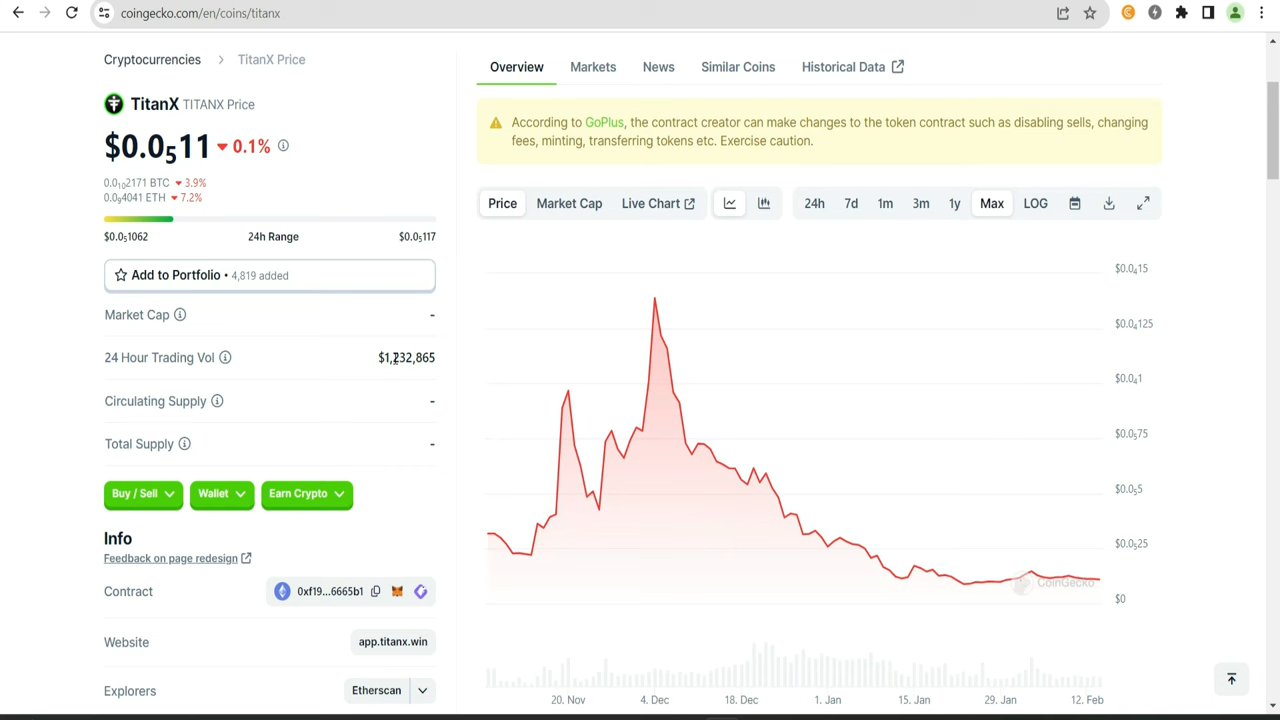 coingecko.com/en/coins/titanx
Cryptocurrencies > TitanX Price
TitanX TITANX Price
$0.0₅11 ▼ 0.1%
0.0₁₀2171 BTC ▼ 3.9%
0.0₉4041 ETH ▼ 7.2%
$0.0₅1062 24h Range $0.0₅117
Add to Portfolio • 4,819 added
Market Cap -
24 Hour Trading Vol $1,232,865
Circulating Supply -
Total Supply -
Buy / Sell Wallet Earn Crypto
Info
Feedback on page redesign
Contract 0xf19...6665b1
Website app.titanx.win
Explorers Etherscan
Overview Markets News Similar Coins Historical Data
According to GoPlus, the contract creator can make changes to the token contract such as disabling sells, changing
fees, minting, transferring tokens etc. Exercise caution.
Price Market Cap Live Chart 24h 7d 1m 3m 1y Max LOG
$0.0₄15
$0.0₄125
$0.0₄1
$0.0₅75
$0.0₅5
$0.0₅25
$0
CoinGecko
20. Nov 4. Dec 18. Dec 1. Jan 15. Jan 29. Jan 12. Feb